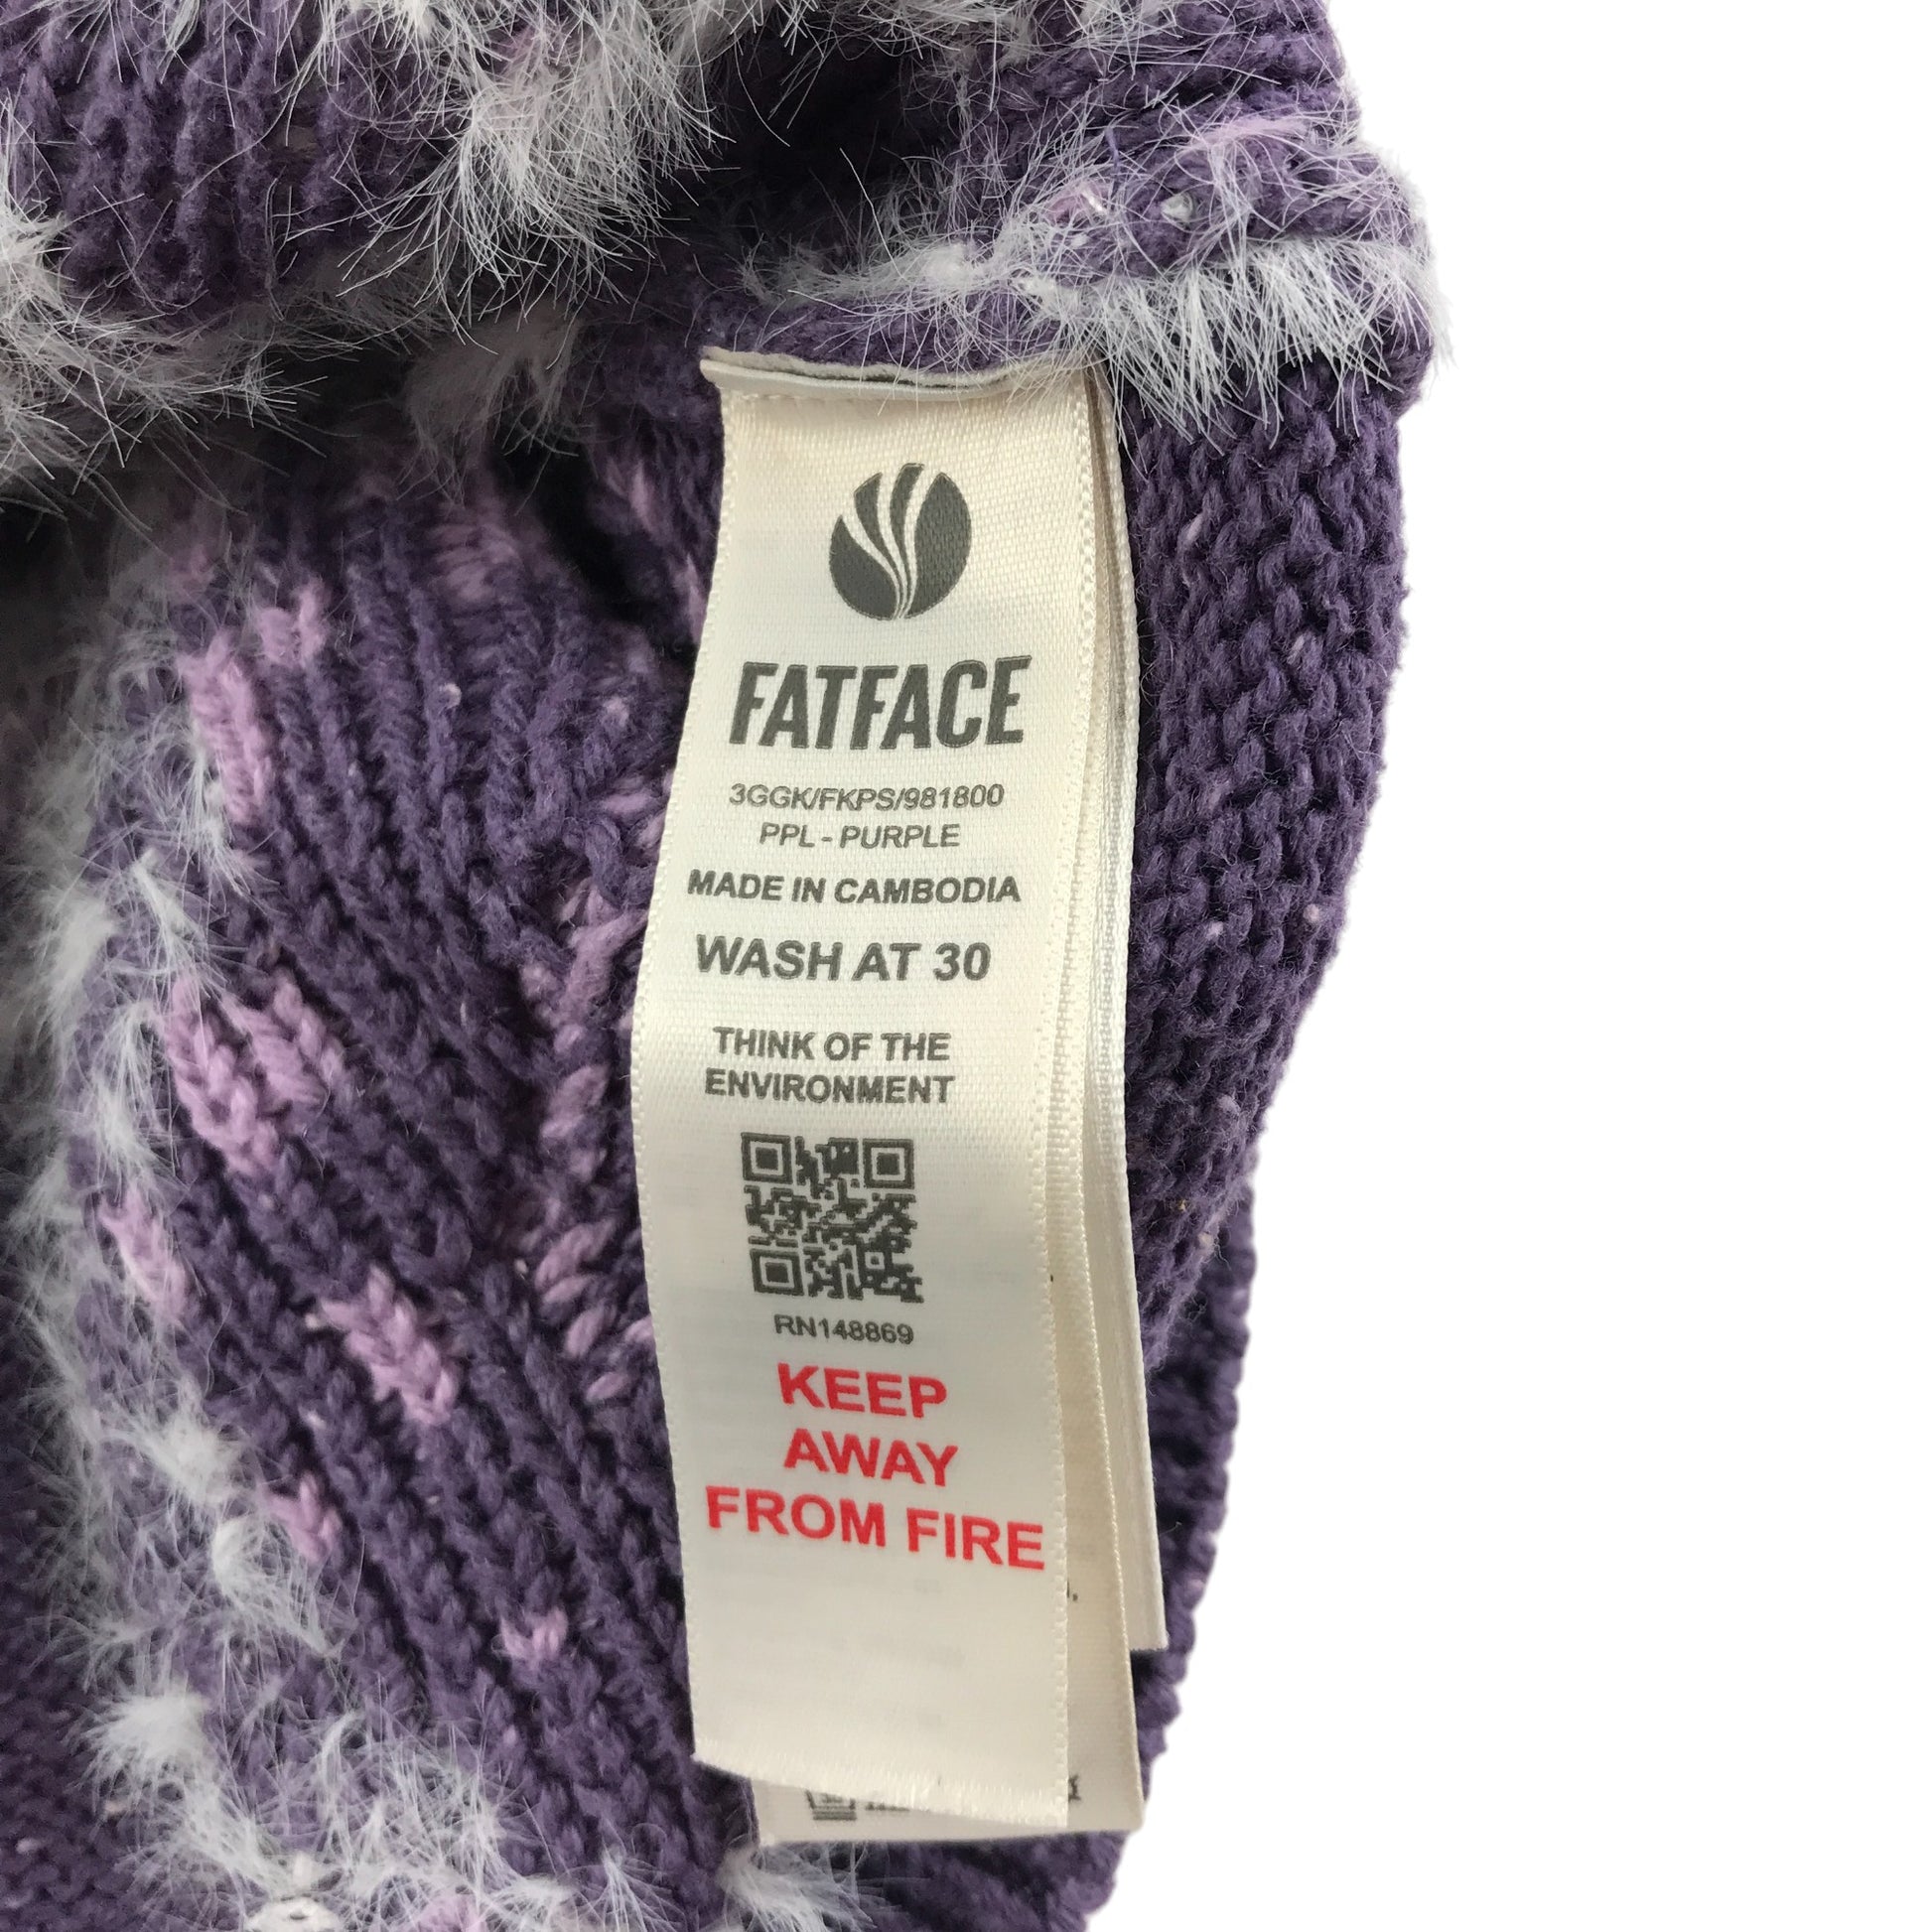 FATFACE
3GGK/FKPS/981800
PPL - PURPLE
MADE IN CAMBODIA
WASH AT 30
THINK OF THE
ENVIRONMENT
RN148869
KEEP
AWAY
FROM FIRE